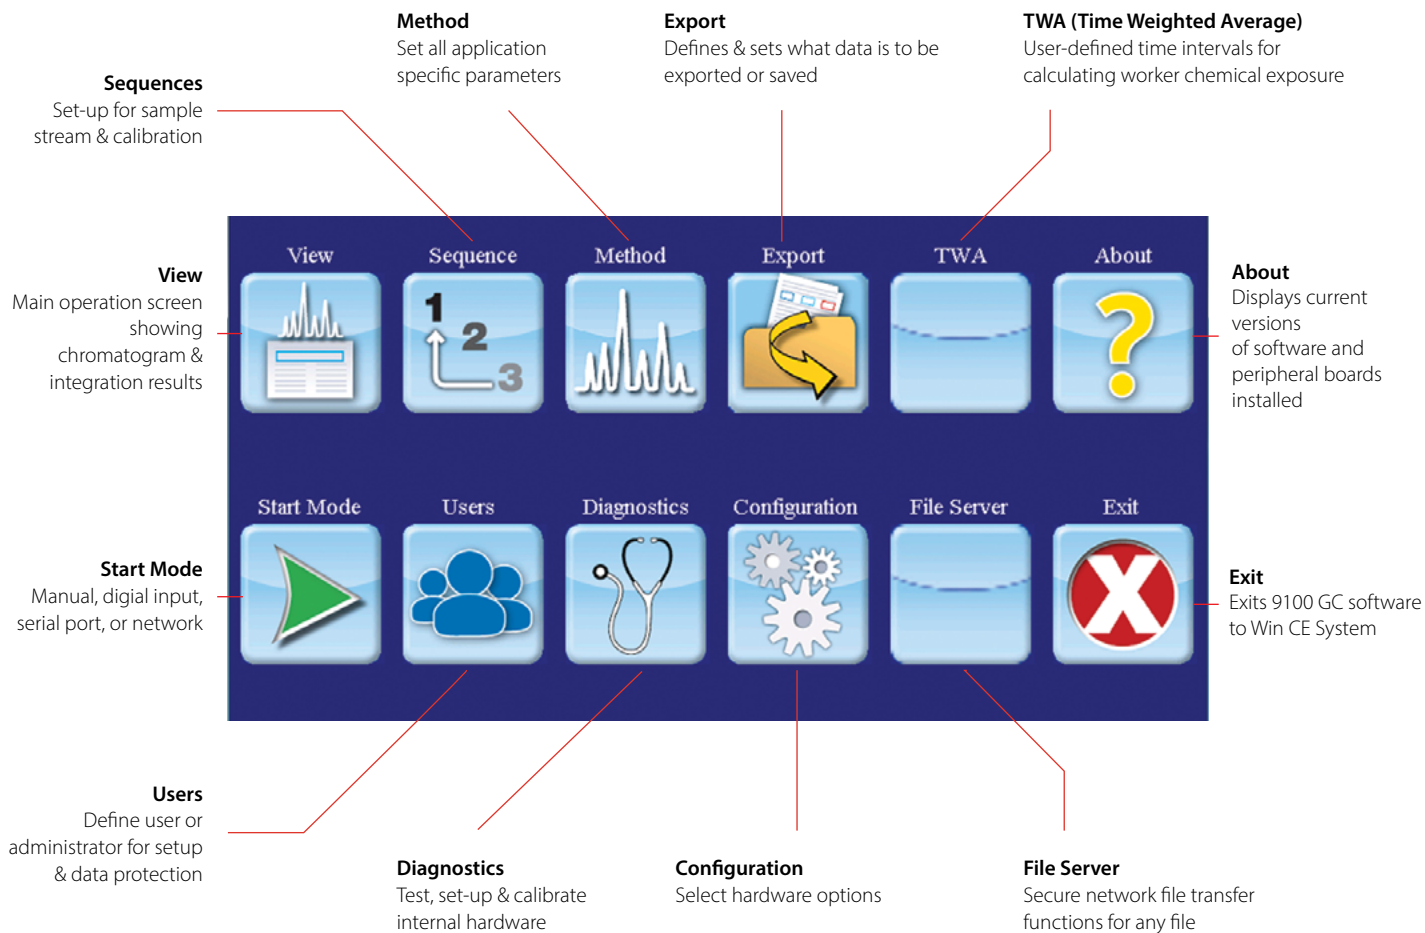 Method
Set all application
specific parameters
Export
Defines & sets what data is to be
exported or saved
TWA (Time Weighted Average)
User-defined time intervals for
calculating worker chemical exposure
Sequences
Set-up for sample
stream & calibration
View
Main operation screen
showing
chromatogram &
integration results
View
Sequence
Method
Export
TWA
About
1
2
3
About
Displays current
versions
of software and
peripheral boards
installed
Start Mode
Manual, digial input,
serial port, or network
Start Mode
Users
Diagnostics
Configuration
File Server
Exit
Exit
Exits 9100 GC software
to Win CE System
Users
Define user or
administrator for setup
& data protection
Diagnostics
Test, set-up & calibrate
internal hardware
Configuration
Select hardware options
File Server
Secure network file transfer
functions for any file